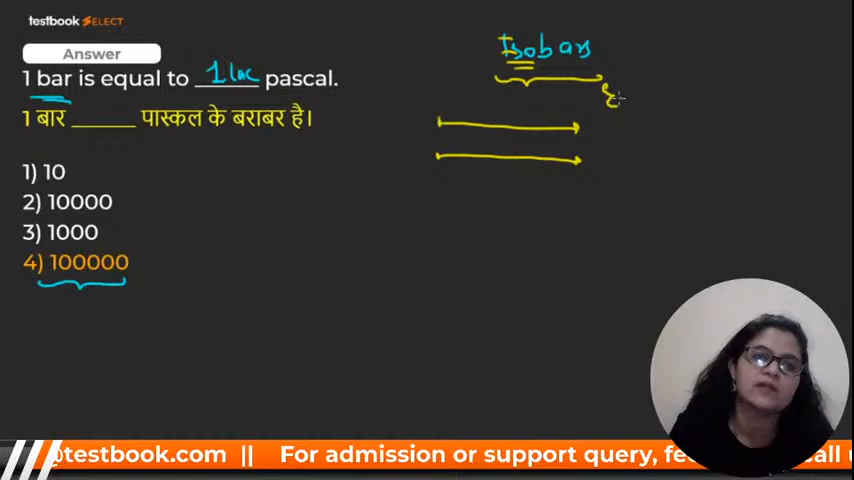 testbook SELECT
Answer
Isobars
1 bar is equal to 1 lac pascal.
1 बार ______ पास्कल के बराबर है।
1) 10
2) 10000
3) 1000
4) 100000
@testbook.com || For admission or support query,